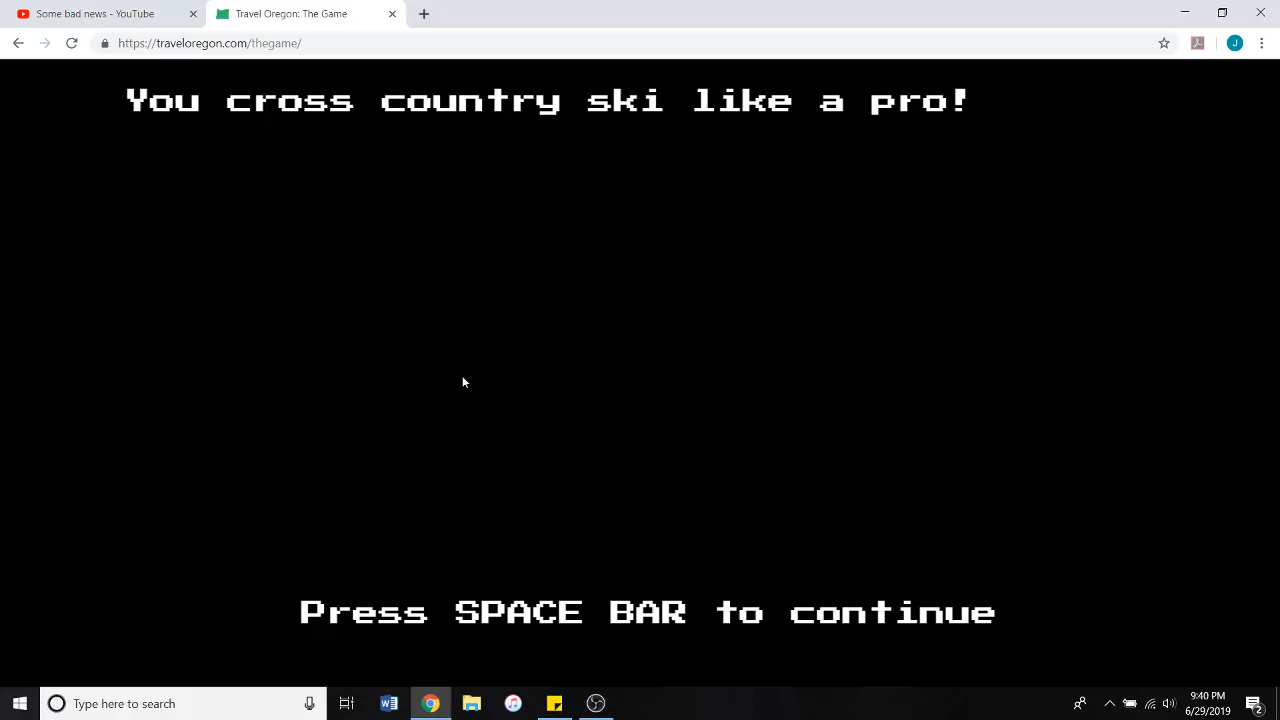 Some bad news - YouTube
Travel Oregon: The Game
https://traveloregon.com/thegame/
J
You cross country ski like a pro!
Press SPACE BAR to continue
Type here to search
9:40 PM
6/29/2019
2